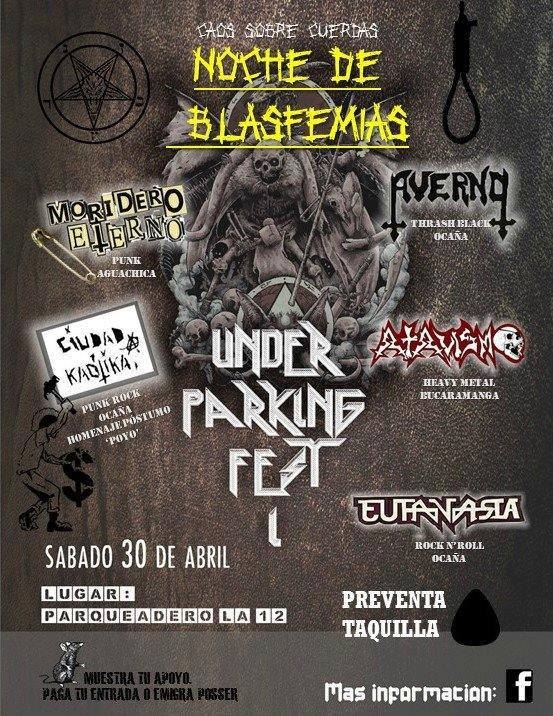 CAOS SOBRE CUERDAS
NOCHE DE
BLASFEMIAS
MORIDERO
ETERNO
PUNK
AGUACHICA
AVERNO
THRASH BLACK
OCAÑA
CIUDAD
KAOTIKA
PUNK ROCK
OCAÑA
HOMENAJE PÓSTUMO
'POYO'
ATAVISMO
HEAVY METAL
BUCARAMANGA
UNDER
PARKING
FEST
I
EUTANASIA
ROCK N'ROLL
OCAÑA
SABADO 30 DE ABRIL
LUGAR:
PARQUEADERO LA 12
PREVENTA
TAQUILLA
MUESTRA TU APOYO.
PAGA TU ENTRADA O EMIGRA POSSER
Mas informacion: f